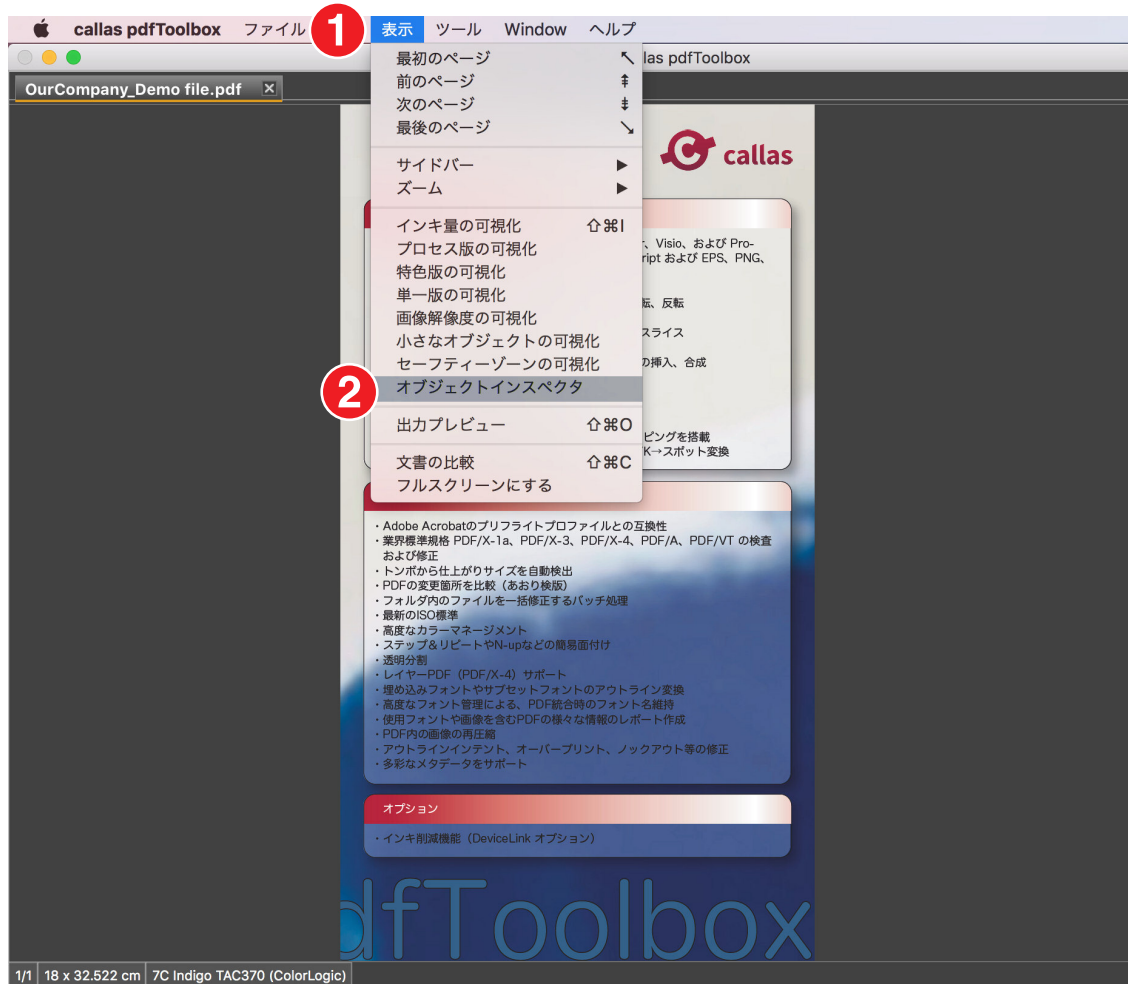 callas pdfToolbox ファイル 1 表示 ツール Window ヘルプ
las pdfToolbox
OurCompany_Demo file.pdf
最初のページ ↖
前のページ ⇞
次のページ ⇟
最後のページ ↘
サイドバー ▶
ズーム ▶
インキ量の可視化 ⇧⌘I
プロセス版の可視化
特色版の可視化
単一版の可視化
画像解像度の可視化
小さなオブジェクトの可視化
セーフティーゾーンの可視化
2 オブジェクトインスペクタ
出力プレビュー ⇧⌘O
文書の比較 ⇧⌘C
フルスクリーンにする
callas
、Visio、および Pro-
ript および EPS、PNG、
転、反転
スライス
の挿入、合成
ピングを搭載
K→スポット変換
・Adobe Acrobatのプリフライトプロファイルとの互換性
・業界標準規格 PDF/X-1a、PDF/X-3、PDF/X-4、PDF/A、PDF/VT の検査
および修正
・トンボから仕上がりサイズを自動検出
・PDFの変更箇所を比較（あおり検版）
・フォルダ内のファイルを一括修正するバッチ処理
・最新のISO標準
・高度なカラーマネージメント
・ステップ＆リピートやN-upなどの簡易面付け
・透明分割
・レイヤーPDF（PDF/X-4）サポート
・埋め込みフォントやサブセットフォントのアウトライン変換
・高度なフォント管理による、PDF統合時のフォント名維持
・使用フォントや画像を含むPDFの様々な情報のレポート作成
・PDF内の画像の再圧縮
・アウトラインインテント、オーバープリント、ノックアウト等の修正
・多彩なメタデータをサポート
オプション
・インキ削減機能（DeviceLink オプション）
dfToolbox
1/1 18 x 32.522 cm 7C Indigo TAC370 (ColorLogic)